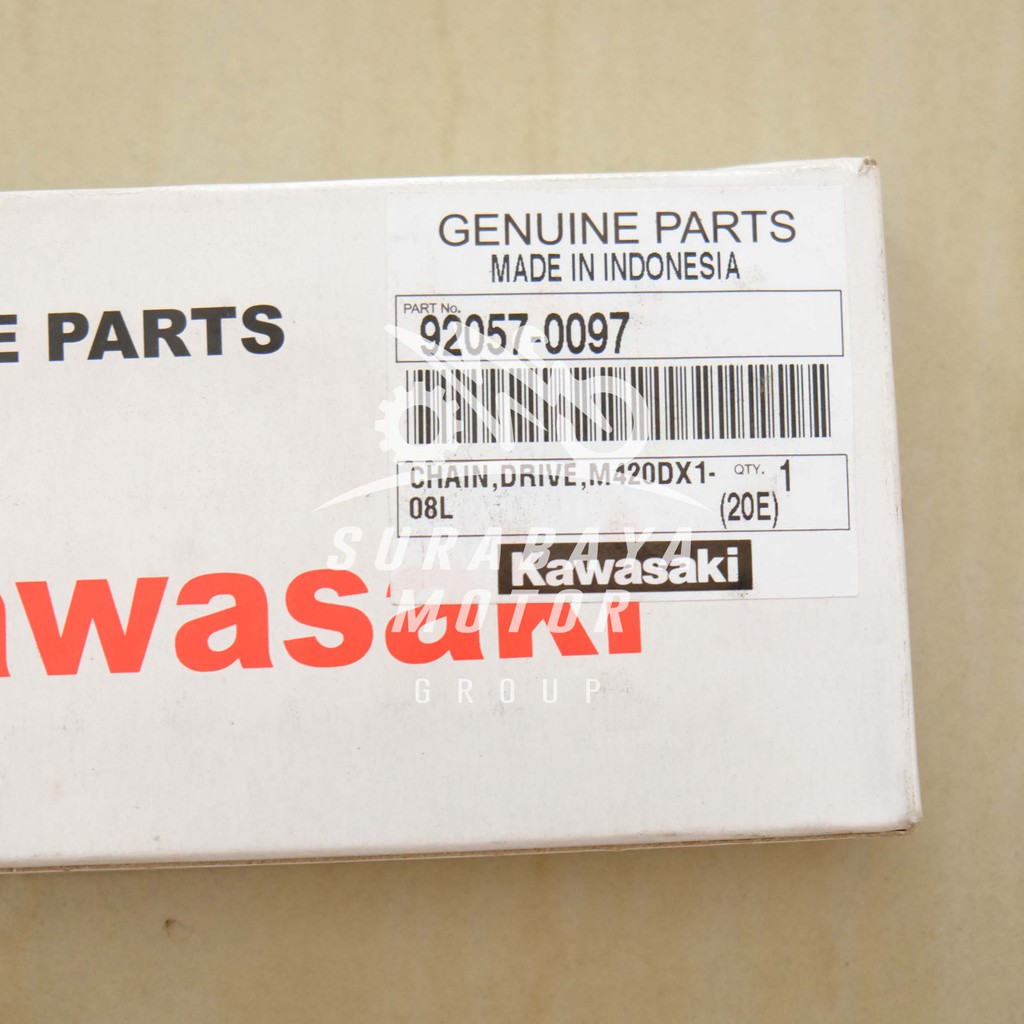 GENUINE PARTS
MADE IN INDONESIA
PART No.
92057-0097
CHAIN,DRIVE,M420DX1-
08L
QTY. 1
(20E)
Kawasaki
E PARTS
awasaki
SURABAYA
MOTOR
GROUP